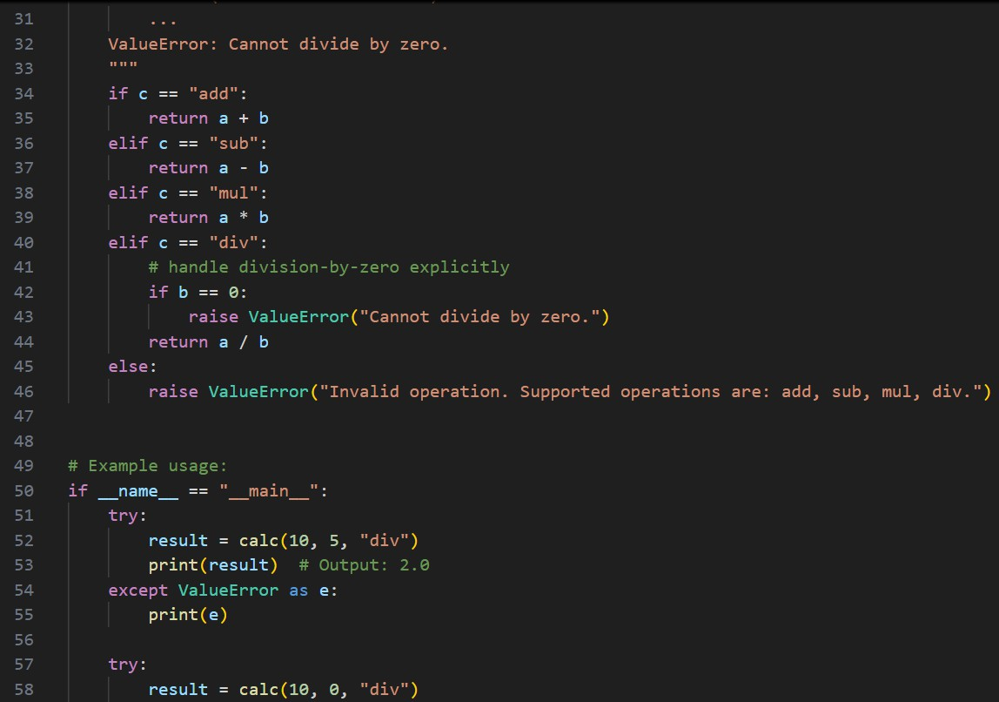 31         ...
32     ValueError: Cannot divide by zero.
33     """
34     if c == "add":
35         return a + b
36     elif c == "sub":
37         return a - b
38     elif c == "mul":
39         return a * b
40     elif c == "div":
41         # handle division-by-zero explicitly
42         if b == 0:
43             raise ValueError("Cannot divide by zero.")
44         return a / b
45     else:
46         raise ValueError("Invalid operation. Supported operations are: add, sub, mul, div.")
47
48
49 # Example usage:
50 if __name__ == "__main__":
51     try:
52         result = calc(10, 5, "div")
53         print(result)  # Output: 2.0
54     except ValueError as e:
55         print(e)
56
57     try:
58         result = calc(10, 0, "div")